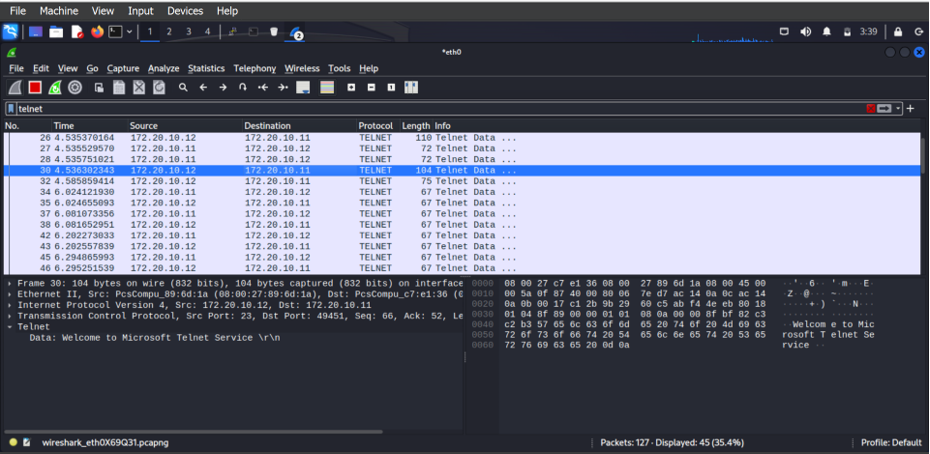 File Machine View Input Devices Help
1 2 3 4 2 3:39
*eth0
File Edit View Go Capture Analyze Statistics Telephony Wireless Tools Help
telnet
No. Time Source Destination Protocol Length Info
26 4.535370164 172.20.10.12 172.20.10.11 TELNET 110 Telnet Data ...
27 4.535529570 172.20.10.11 172.20.10.12 TELNET 72 Telnet Data ...
28 4.535751021 172.20.10.12 172.20.10.11 TELNET 72 Telnet Data ...
30 4.536302343 172.20.10.12 172.20.10.11 TELNET 104 Telnet Data ...
32 4.585859414 172.20.10.12 172.20.10.11 TELNET 75 Telnet Data ...
34 6.024121930 172.20.10.11 172.20.10.12 TELNET 67 Telnet Data ...
35 6.024655093 172.20.10.12 172.20.10.11 TELNET 67 Telnet Data ...
37 6.081073356 172.20.10.11 172.20.10.12 TELNET 67 Telnet Data ...
38 6.081652951 172.20.10.12 172.20.10.11 TELNET 67 Telnet Data ...
42 6.202273033 172.20.10.11 172.20.10.12 TELNET 67 Telnet Data ...
43 6.202557839 172.20.10.12 172.20.10.11 TELNET 67 Telnet Data ...
45 6.294865993 172.20.10.11 172.20.10.12 TELNET 67 Telnet Data ...
46 6.295251539 172.20.10.12 172.20.10.11 TELNET 67 Telnet Data ...
Frame 30: 104 bytes on wire (832 bits), 104 bytes captured (832 bits) on interface
Ethernet II, Src: PcsCompu_89:6d:1a (08:00:27:89:6d:1a), Dst: PcsCompu_c7:e1:36 (0
Internet Protocol Version 4, Src: 172.20.10.12, Dst: 172.20.10.11
Transmission Control Protocol, Src Port: 23, Dst Port: 49451, Seq: 66, Ack: 52, Le
Telnet
Data: Welcome to Microsoft Telnet Service \r\n
0000 08 00 27 c7 e1 36 08 00 27 89 6d 1a 08 00 45 00 ··'··6·· '·m···E·
0010 00 5a 0f 87 40 00 80 06 7e d7 ac 14 0a 0c ac 14 ·Z··@··· ~·······
0020 0a 0b 00 17 c1 2b 9b 29 60 c5 ab f4 4e eb 80 18 ·····+·) `···N···
0030 01 04 8f 89 00 00 01 01 08 0a 00 00 8f bf 82 c3
0040 c2 b3 57 65 6c 63 6f 6d 65 20 74 6f 20 4d 69 63 ··Welcom e to Mic
0050 72 6f 73 6f 66 74 20 54 65 6c 6e 65 74 20 53 65 rosoft T elnet Se
0060 72 76 69 63 65 20 0d 0a rvice ··
wireshark_eth0X69Q31.pcapng Packets: 127 · Displayed: 45 (35.4%) Profile: Default